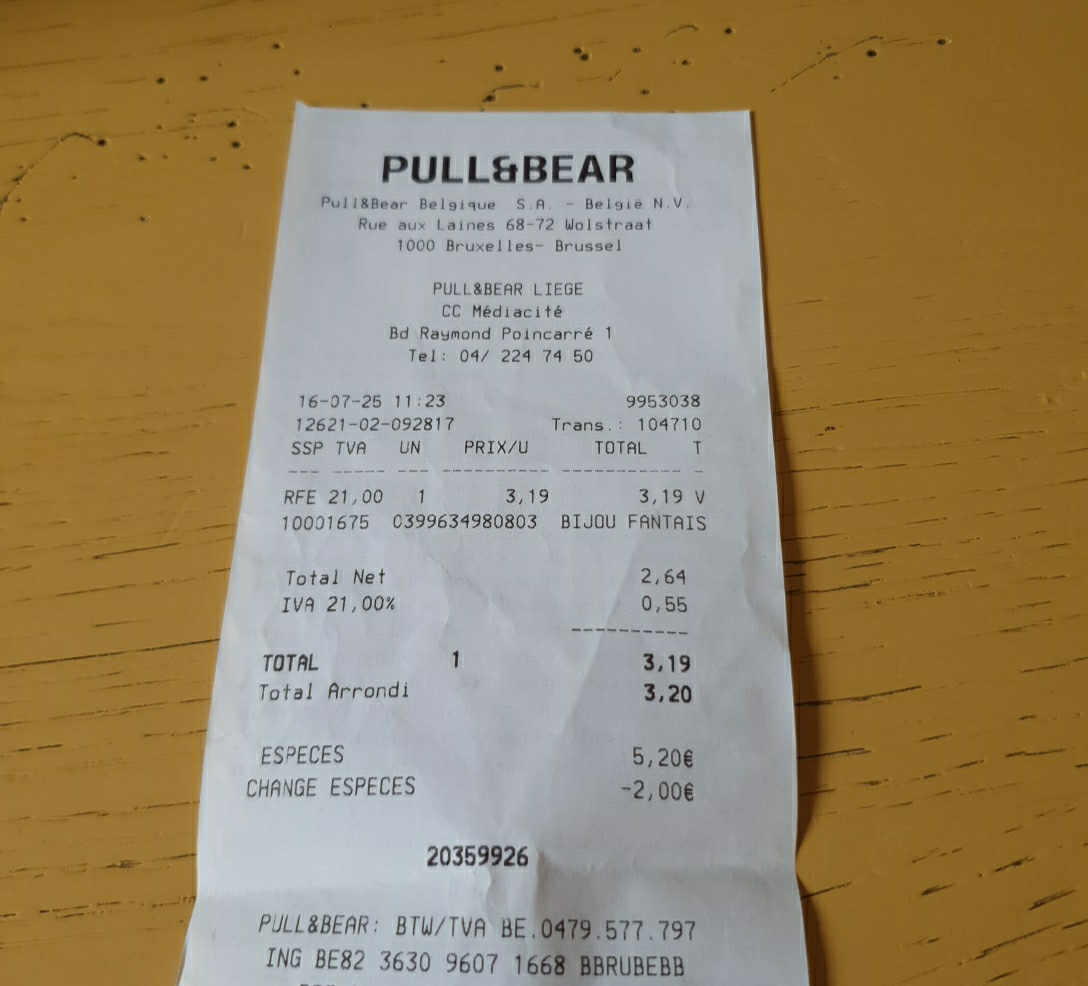 PULL&BEAR
Pull&Bear Belgique S.A. - België N.V.
Rue aux Laines 68-72 Wolstraat
1000 Bruxelles- Brussel
PULL&BEAR LIEGE
CC Médiacité
Bd Raymond Poincarré 1
Tel: 04/ 224 74 50
16-07-25 11:23 9953038
12621-02-092817 Trans.: 104710
SSP TVA UN PRIX/U TOTAL T
RFE 21,00 1 3,19 3,19 V
10001675 0399634980803 BIJOU FANTAIS
Total Net 2,64
IVA 21,00% 0,55
TOTAL 1 3,19
Total Arrondi 3,20
ESPECES 5,20€
CHANGE ESPECES -2,00€
20359926
PULL&BEAR: BTW/TVA BE.0479.577.797
ING BE82 3630 9607 1668 BBRUBEBB